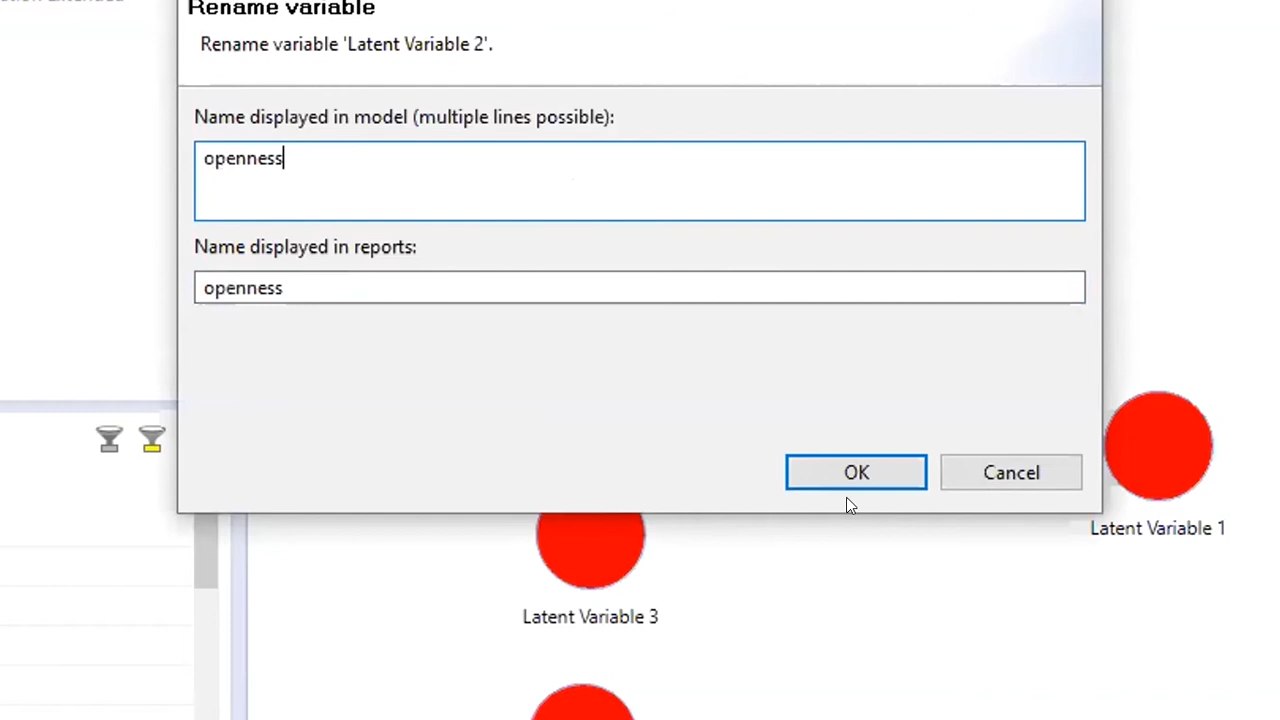 Rename variable
Rename variable 'Latent Variable 2'.
Name displayed in model (multiple lines possible):
openness
Name displayed in reports:
openness
OK
Cancel
Latent Variable 1
Latent Variable 3